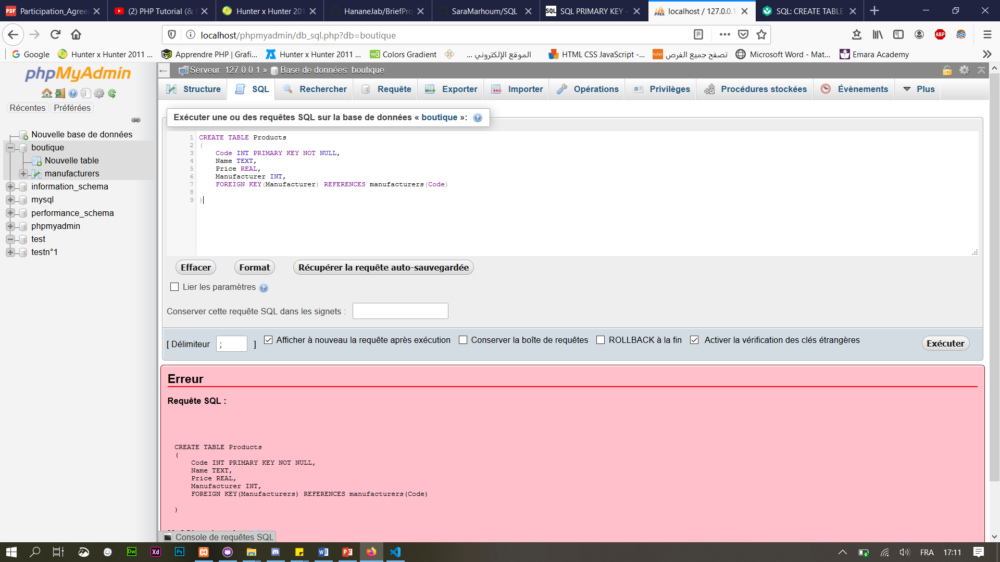 Participation_Agree
(2) PHP Tutorial (&
Hunter x Hunter 201
HananeJab/BriefPro
SaraMarhoum/SQL
SQL PRIMARY KEY -
localhost / 127.0.0.1
SQL: CREATE TABLE
localhost/phpmyadmin/db_sql.php?db=boutique
ABP
Google
Hunter x Hunter 2011 ...
Apprendre PHP | Grafi...
Hunter x Hunter 2011 ...
Colors Gradient
الموقع الإلكتروني ...
HTML CSS JavaScript -...
تصفح جميع الفرص
Microsoft Word - Mat...
Emara Academy
phpMyAdmin
Récentes Préférées
Nouvelle base de données
boutique
Nouvelle table
manufacturers
information_schema
mysql
performance_schema
phpmyadmin
test
testn°1
Serveur: 127.0.0.1 » Base de données: boutique
Structure
SQL
Rechercher
Requête
Exporter
Importer
Opérations
Privilèges
Procédures stockées
Évènements
Plus
Exécuter une ou des requêtes SQL sur la base de données « boutique »:
1 CREATE TABLE Products
2 (
3 Code INT PRIMARY KEY NOT NULL,
4 Name TEXT,
5 Price REAL,
6 Manufacturer INT,
7 FOREIGN KEY(Manufacturer) REFERENCES manufacturers(Code)
8
9 )
Effacer
Format
Récupérer la requête auto-sauvegardée
Lier les paramètres
Conserver cette requête SQL dans les signets :
[ Délimiteur ; ]
Afficher à nouveau la requête après exécution
Conserver la boîte de requêtes
ROLLBACK à la fin
Activer la vérification des clés étrangères
Exécuter
Erreur
Requête SQL :
CREATE TABLE Products
(
Code INT PRIMARY KEY NOT NULL,
Name TEXT,
Price REAL,
Manufacturer INT,
FOREIGN KEY(Manufacturers) REFERENCES manufacturers(Code)
)
Console de requêtes SQL
FRA
17:11